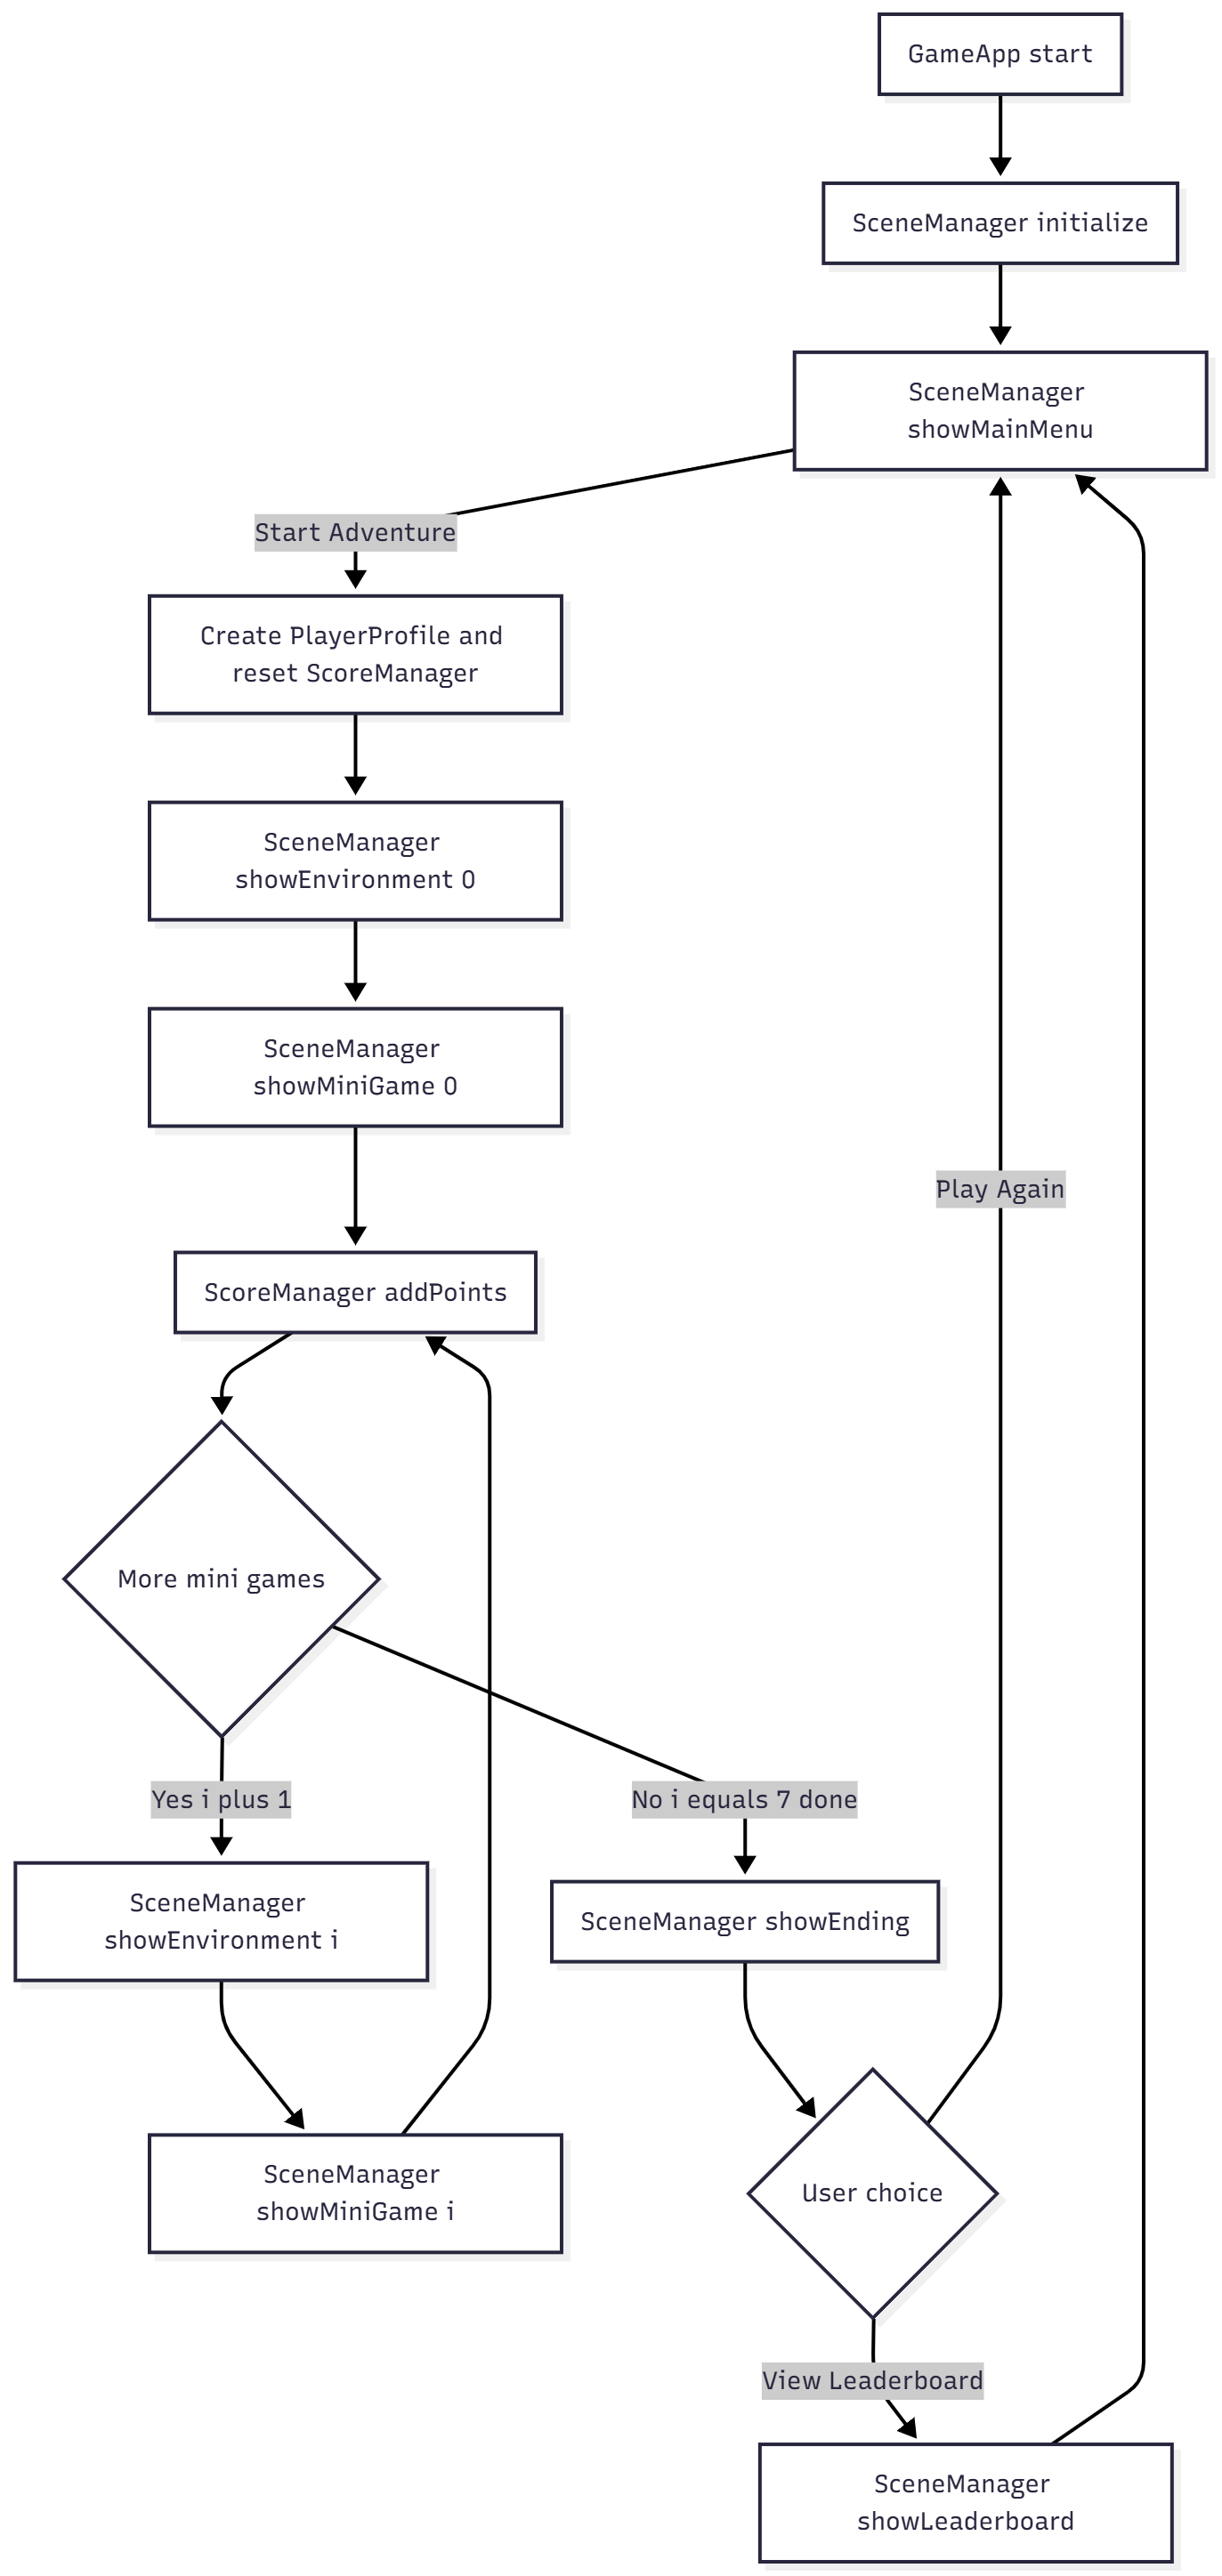 GameApp start
SceneManager initialize
SceneManager
showMainMenu
Start Adventure
Create PlayerProfile and
reset ScoreManager
SceneManager
showEnvironment 0
SceneManager
showMiniGame 0
Play Again
ScoreManager addPoints
More mini games
Yes i plus 1
No i equals 7 done
SceneManager
showEnvironment i
SceneManager showEnding
SceneManager
showMiniGame i
User choice
View Leaderboard
SceneManager
showLeaderboard